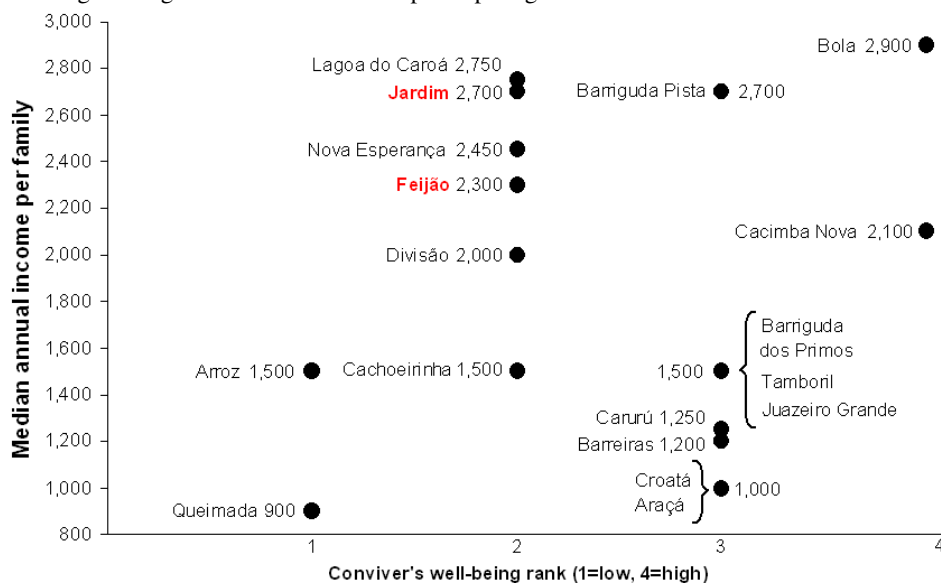 3,000
Bola 2,900
2,800
Lagoa do Caroá 2,750
Jardim 2,700
Barriguda Pista 2,700
2,600
Nova Esperança 2,450
2,400
Feijão 2,300
2,200
Cacimba Nova 2,100
Divisão 2,000
2,000
1,800
1,600
Barriguda
dos Primos
Tamboril
Juazeiro Grande
Arroz 1,500
Cachoeirinha 1,500
1,500
1,400
Carurú 1,250
Barreiras 1,200
1,200
Croatá
Araçá
1,000
1,000
Queimada 900
800
1 2 3 4
Median annual income per family
Conviver's well-being rank (1=low, 4=high)